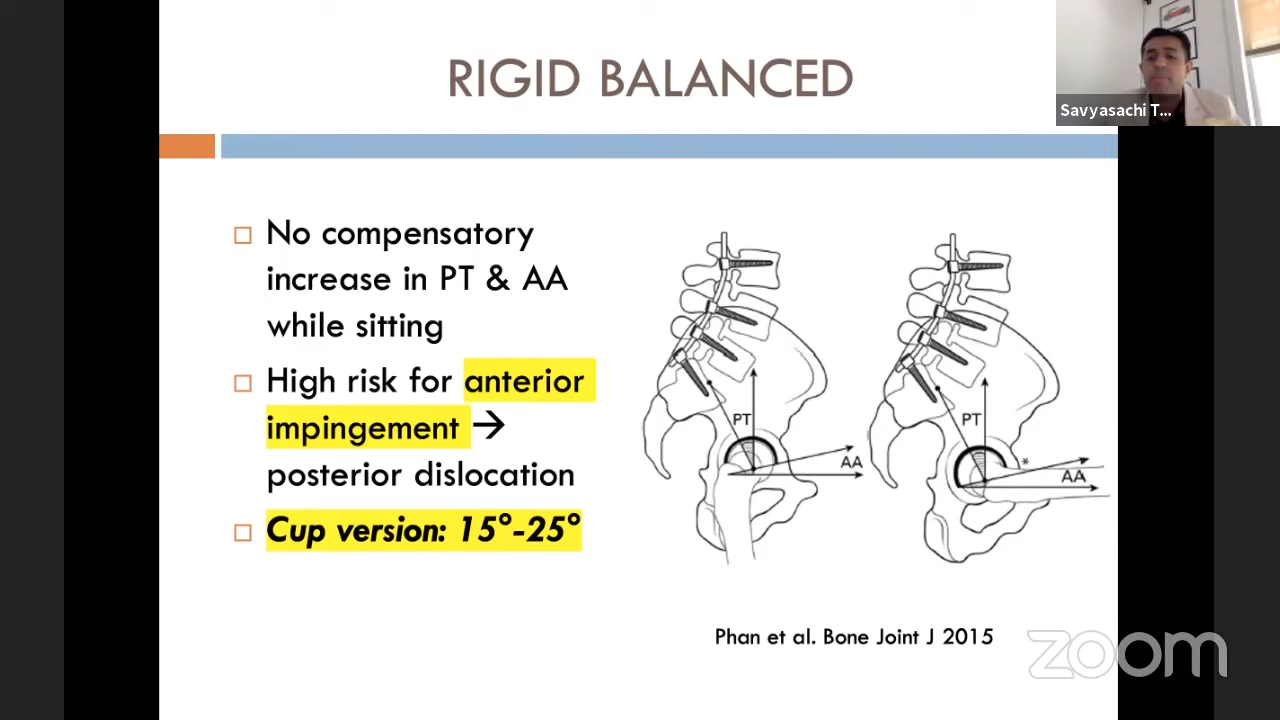 RIGID BALANCED
Savyasachi T...
No compensatory
increase in PT & AA
while sitting
High risk for anterior
impingement →
posterior dislocation
Cup version: 15°-25°
PT
AA
PT
*
AA
Phan et al. Bone Joint J 2015
zoom